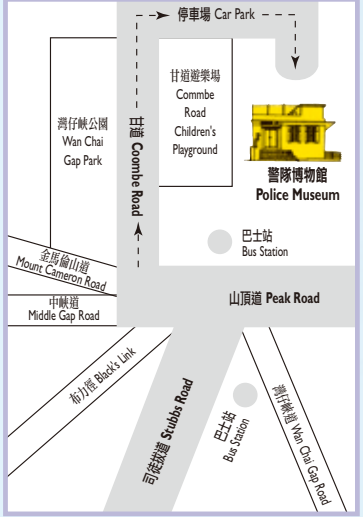 停車場 Car Park
灣仔峽公園
Wan Chai
Gap Park
甘道 Coombe Road
甘道遊樂場
Commbe
Road
Children's
Playground
警隊博物館
Police Museum
巴士站
Bus Station
金馬倫山道
Mount Cameron Road
中峽道
Middle Gap Road
山頂道 Peak Road
布力徑 Black's Link
司徒拔道 Stubbs Road
巴士站
Bus Station
灣仔峽道 Wan Chai Gap Road